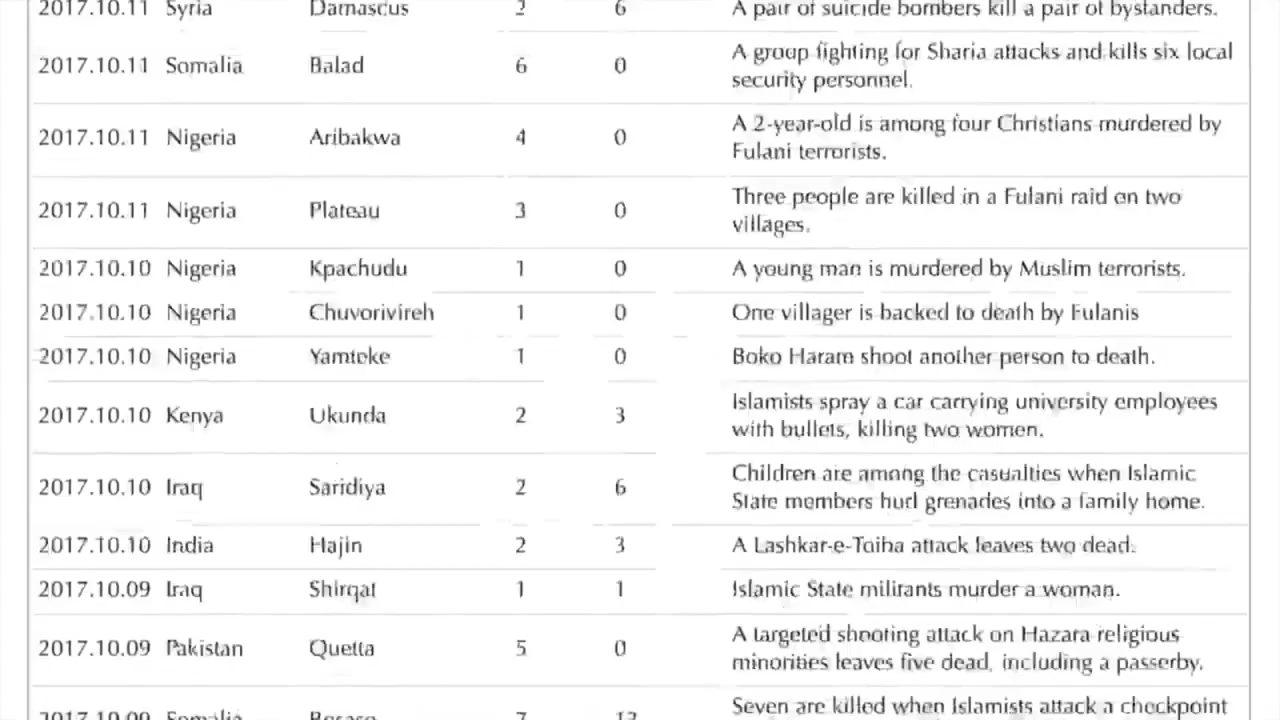 2017.10.11 Syria Damascus 2 6 A pair of suicide bombers kill a pair of bystanders.
2017.10.11 Somalia Balad 6 0 A group fighting for Sharia attacks and kills six local
security personnel.
2017.10.11 Nigeria Aribakwa 4 0 A 2-year-old is among four Christians murdered by
Fulani terrorists.
2017.10.11 Nigeria Plateau 3 0 Three people are killed in a Fulani raid on two
villages.
2017.10.10 Nigeria Kpachudu 1 0 A young man is murdered by Muslim terrorists.
2017.10.10 Nigeria Chuvorivireh 1 0 One villager is backed to death by Fulanis
2017.10.10 Nigeria Yamteke 1 0 Boko Haram shoot another person to death.
2017.10.10 Kenya Ukunda 2 3 Islamists spray a car carrying university employees
with bullets, killing two women.
2017.10.10 Iraq Saridiya 2 6 Children are among the casualties when Islamic
State members hurl grenades into a family home.
2017.10.10 India Hajin 2 3 A Lashkar-e-Toiba attack leaves two dead.
2017.10.09 Iraq Shirqat 1 1 Islamic State militants murder a woman.
2017.10.09 Pakistan Quetta 5 0 A targeted shooting attack on Hazara religious
minorities leaves five dead, including a passerby.
2017.10.09 Somalia 7 Seven are killed when Islamists attack a checkpoint